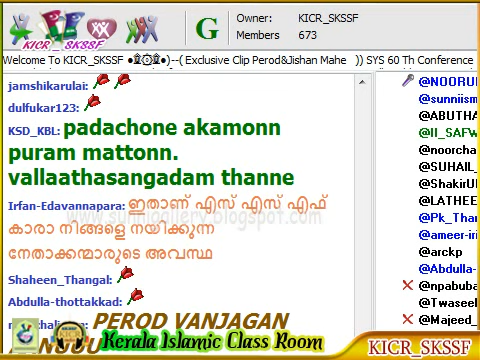 KICR_SKSSF
G
Owner: KICR_SKSSF
Members 673
Welcome To KICR_SKSSF ●۩۞۩●)--( Exclusive Clip Perod&Jishan Mahe )) SYS 60 Th Conference
jamshikarulai:
dulfukar123:
KSD_KBL: padachone akamonn
puram mattonn.
vallaathasangadam thanne
Irfan-Edavannapara: ഇതാണ് എസ് എസ് എഫ്
കാരാ നിങ്ങളെ നയിക്കുന്ന
നേതാക്കന്മാരുടെ അവസ്ഥ
Shaheen_Thangal:
Abdulla-thottakkad:
PEROD VANJAGAN
@NOORUL
@sunniism
@ABUTHA
@II_SAFW
@noorcha
@SUHAIL_
@ShakirUl
@LATHEE
@Pk_Than
@ameer-iri
@arckp
@Abdulla-
@npabuba
@Twaseel
@Majeed_
Kerala Islamic Class Room
KICR_SKSSF